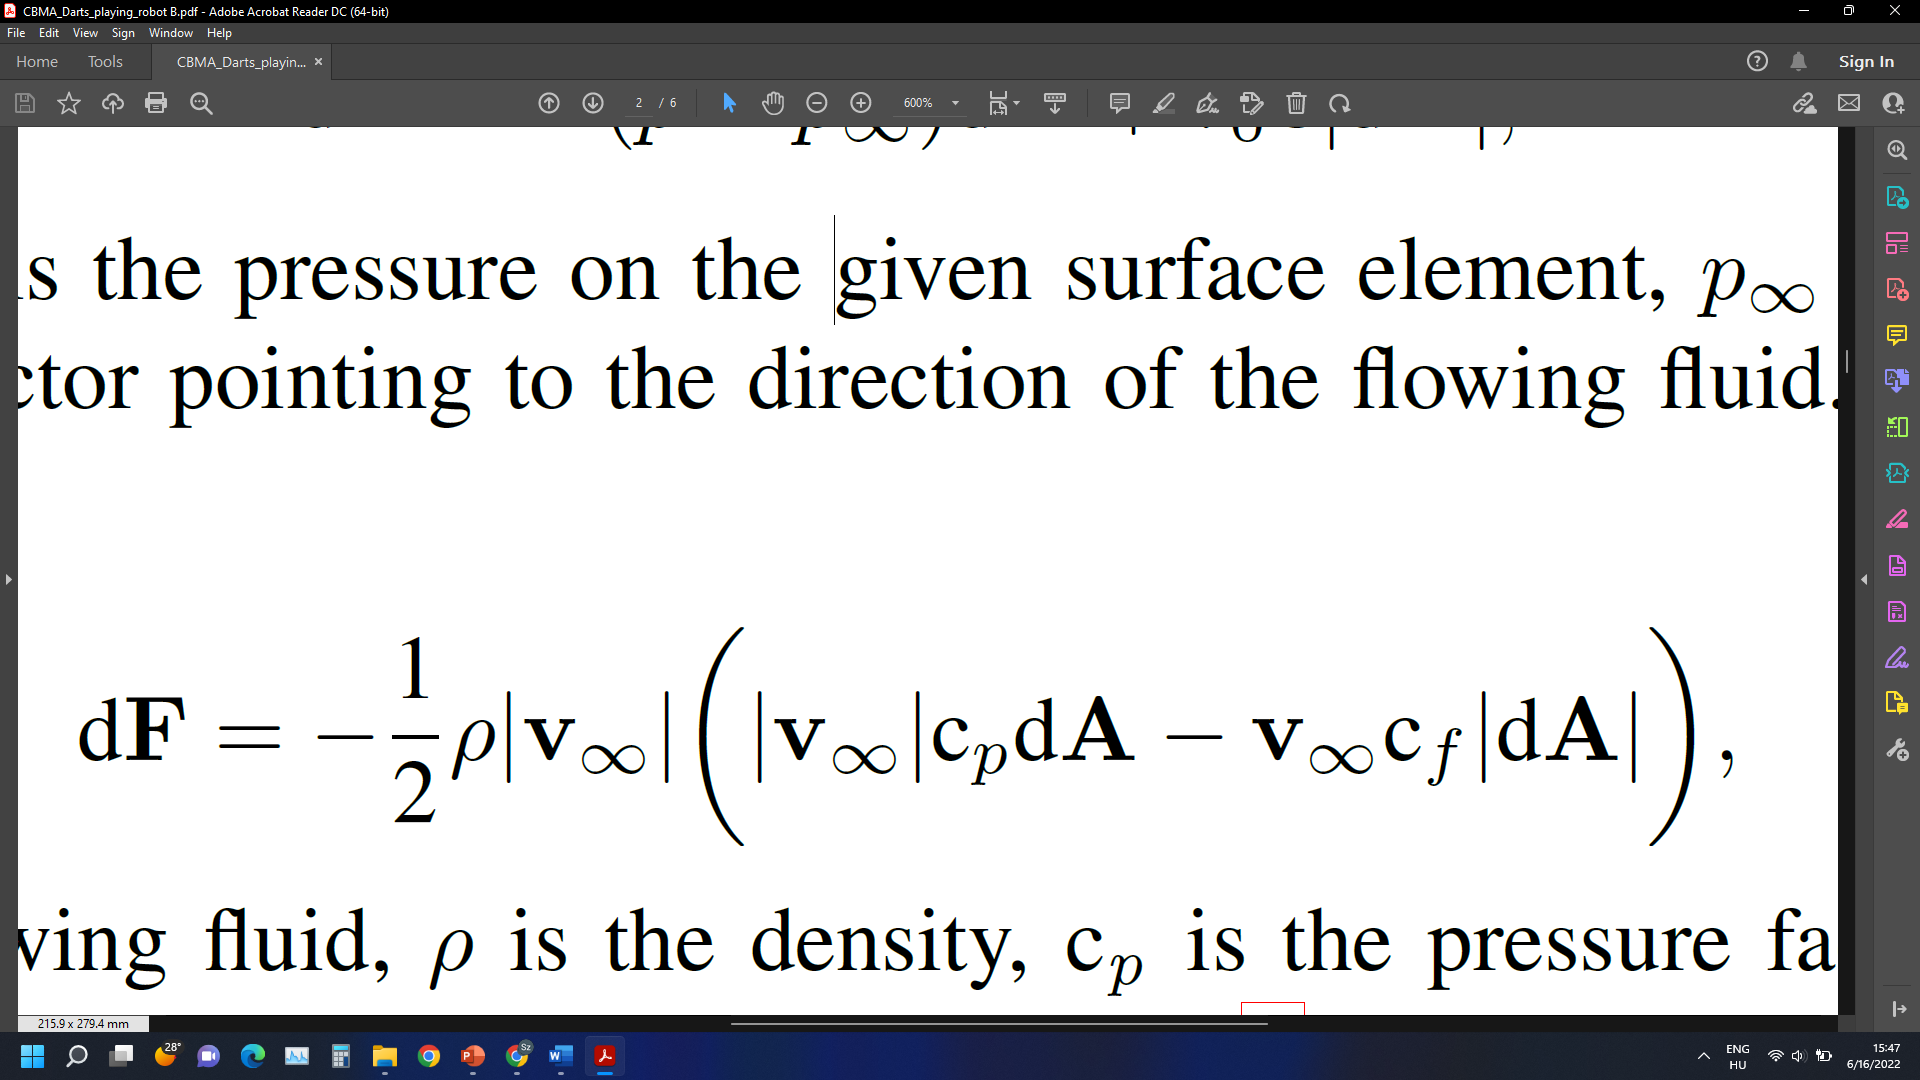 CBMA_Darts_playing_robot B.pdf - Adobe Acrobat Reader DC (64-bit)
File Edit View Sign Window Help
Home Tools CBMA_Darts_playin... × Sign In
2 / 6 600%
s the pressure on the given surface element, p∞
ctor pointing to the direction of the flowing fluid.
dF = −1/2 ρ|v∞| ( |v∞|c_p dA − v∞c_f |dA| ),
ving fluid, ρ is the density, c_p is the pressure fa
215.9 x 279.4 mm
28° Sz ENG 15:47
HU 6/16/2022